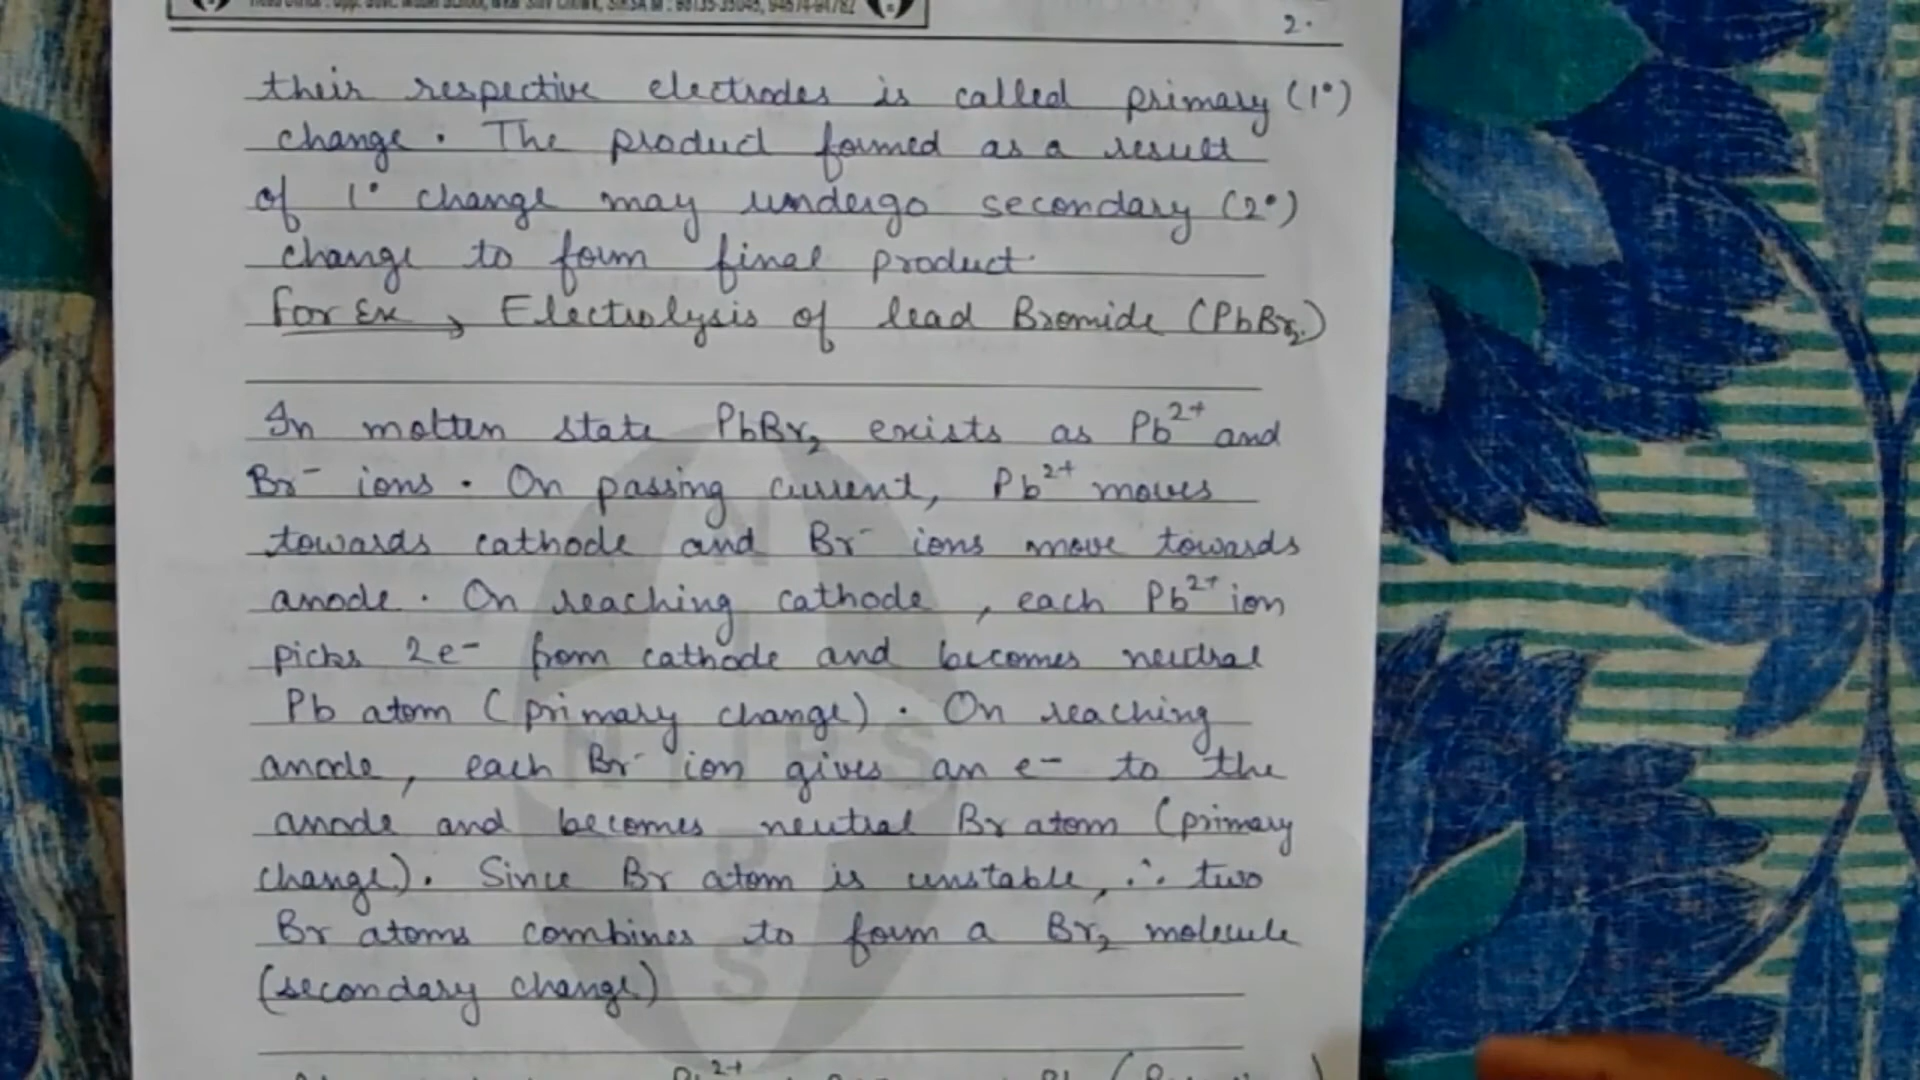 2.
their respective electrodes is called primary (1°)
change. The product formed as a result
of 1° change may undergo secondary (2°)
change to form final product
For Ex → Electrolysis of lead Bromide (PbBr₂)
In molten state PbBr₂ exists as Pb²⁺ and
Br⁻ ions. On passing current, Pb²⁺ moves
towards cathode and Br⁻ ions move towards
anode. On reaching cathode, each Pb²⁺ ion
picks 2e⁻ from cathode and becomes neutral
Pb atom (primary change). On reaching
anode, each Br⁻ ion gives an e⁻ to the
anode and becomes neutral Br atom (primary
change). Since Br atom is unstable, ∴ two
Br atoms combines to form a Br₂ molecule
(secondary change)